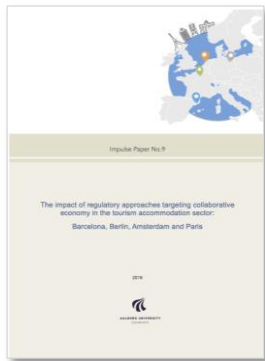 Impulse Paper No.9
The impact of regulatory approaches targeting collaborative
economy in the tourism accommodation sector:
Barcelona, Berlin, Amsterdam and Paris
2016
AALBORG UNIVERSITY